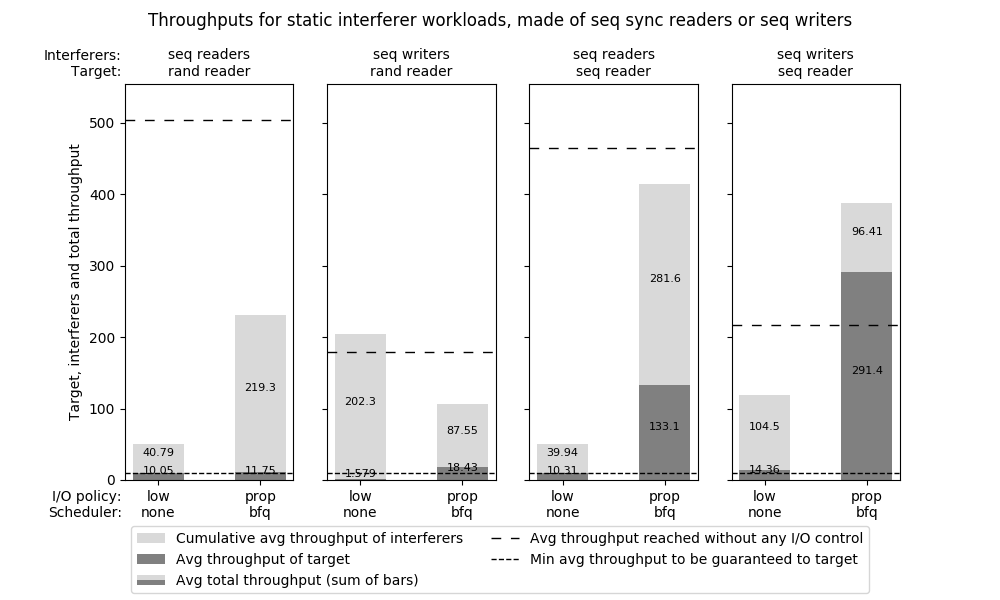 Throughputs for static interferer workloads, made of seq sync readers or seq writers
Interferers: seq readers seq writers seq readers seq writers
Target: rand reader rand reader seq reader seq reader
Target, interferers and total throughput
500
400
300
200
100
0
40.79
10.05
219.3
11.75
202.3
1.579
87.55
18.43
39.94
10.31
281.6
133.1
104.5
14.36
96.41
291.4
I/O policy: low prop low prop low prop low prop
Scheduler: none bfq none bfq none bfq none bfq
Cumulative avg throughput of interferers
Avg throughput of target
Avg total throughput (sum of bars)
Avg throughput reached without any I/O control
Min avg throughput to be guaranteed to target